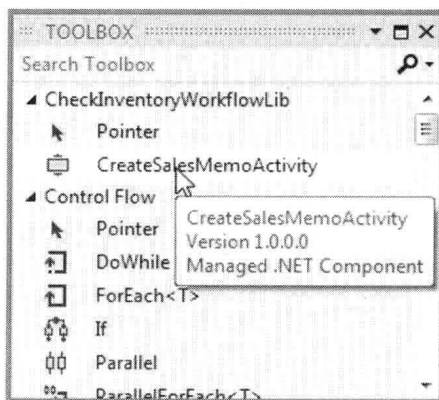 TOOLBOX
Search Toolbox
CheckInventoryWorkflowLib
Pointer
CreateSalesMemoActivity
Control Flow
Pointer
CreateSalesMemoActivity
Version 1.0.0.0
Managed .NET Component
DoWhile
ForEach<T>
If
Parallel
ParallelForEach<T>